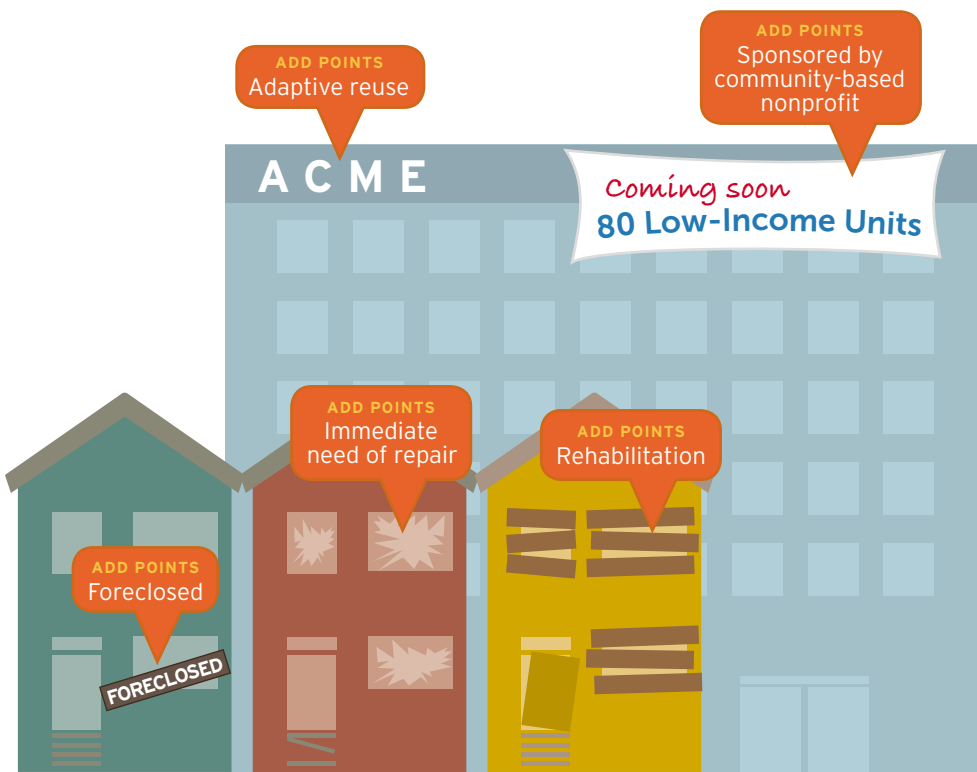 ADD POINTS
Adaptive reuse
ADD POINTS
Sponsored by
community-based
nonprofit
ACME
Coming soon
80 Low-Income Units
ADD POINTS
Immediate
need of repair
ADD POINTS
Rehabilitation
ADD POINTS
Foreclosed
FORECLOSED